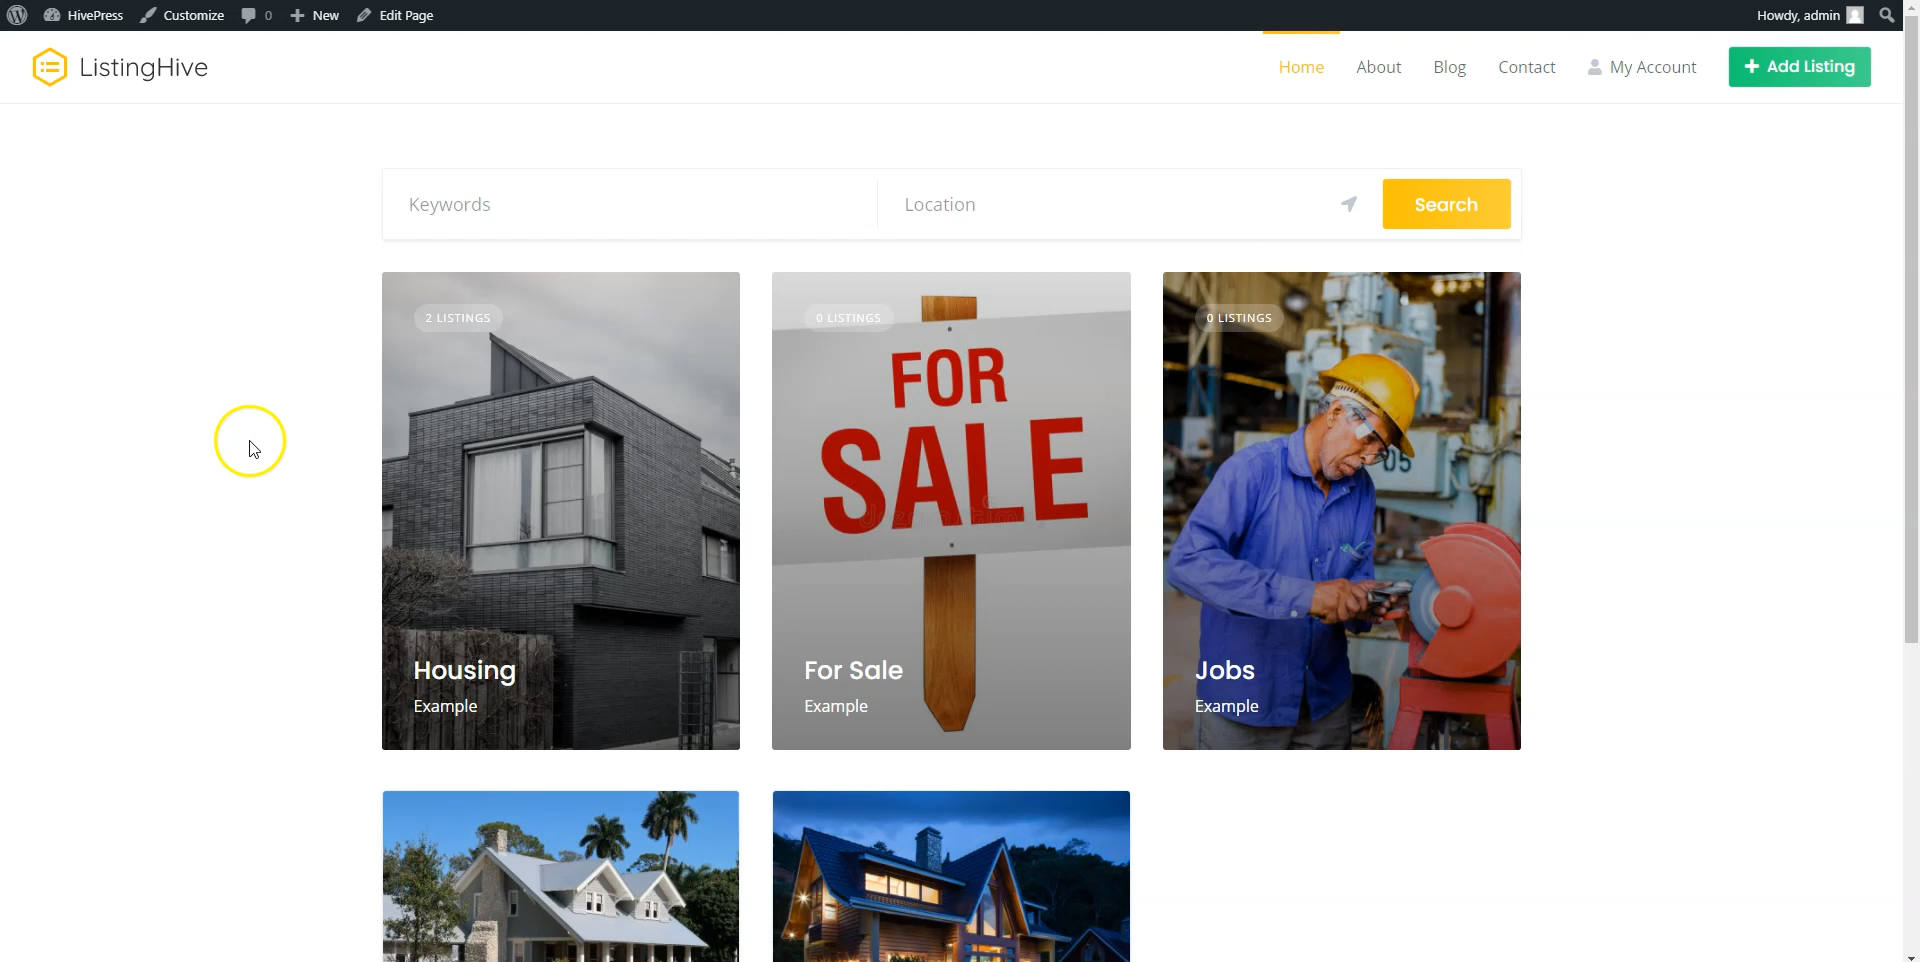 HivePress Customize 0 New Edit Page Howdy, admin
ListingHive Home About Blog Contact My Account Add Listing
Keywords Location Search
2 LISTINGS
0 LISTINGS
0 LISTINGS
FOR
SALE
05
Housing
Example
For Sale
Example
Jobs
Example